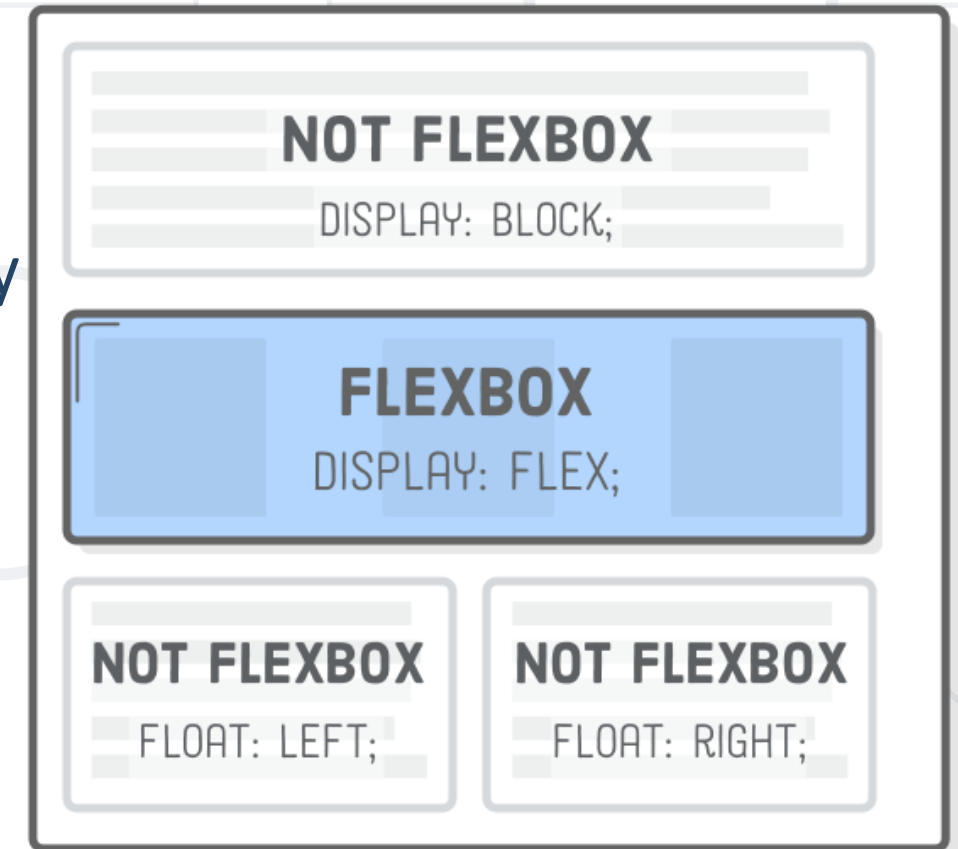 NOT FLEXBOX
DISPLAY: BLOCK;
y
FLEXBOX
DISPLAY: FLEX;
NOT FLEXBOX
FLOAT: LEFT;
NOT FLEXBOX
FLOAT: RIGHT;